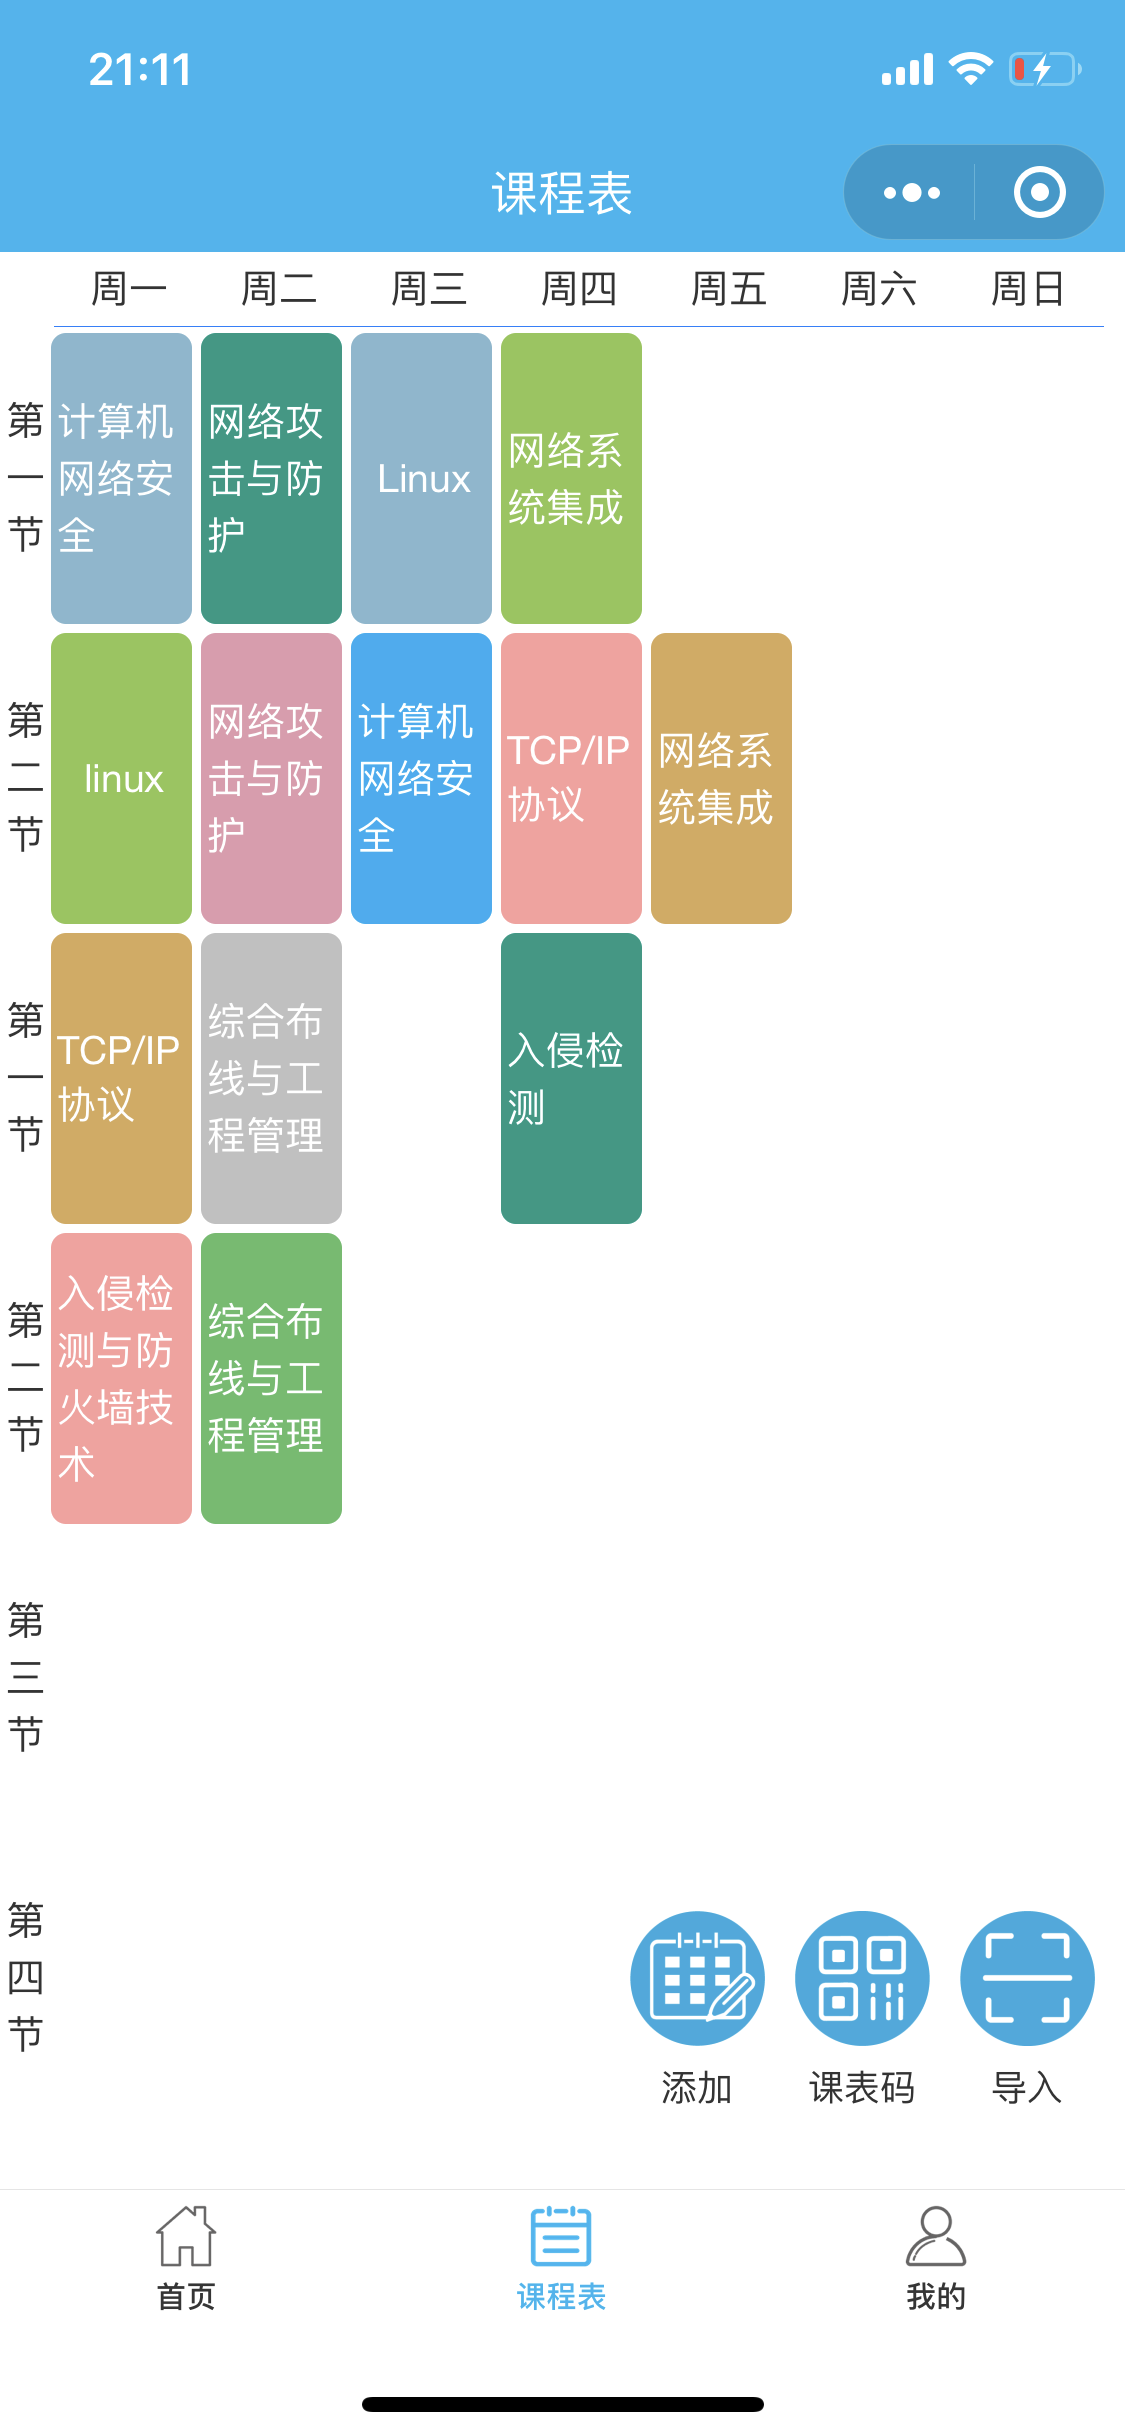 21:11
课程表
周一 周二 周三 周四 周五 周六 周日
第
一
节
计算机
网络安
全
网络攻
击与防
护
Linux
网络系
统集成
第
二
节
linux
网络攻
击与防
护
计算机
网络安
全
TCP/IP
协议
网络系
统集成
第
一
节
TCP/IP
协议
综合布
线与工
程管理
入侵检
测
第
二
节
入侵检
测与防
火墙技
术
综合布
线与工
程管理
第
三
节
第
四
节
添加 课表码 导入
首页 课程表 我的